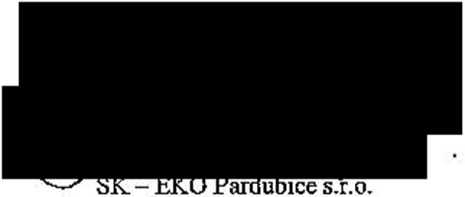 SK – EKO Pardubice s.r.o.